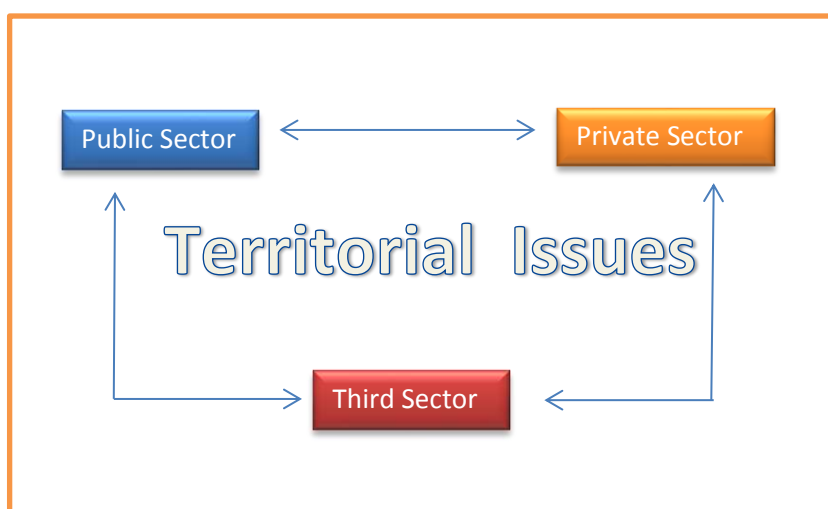 Public Sector
Private Sector
Territorial Issues
Third Sector